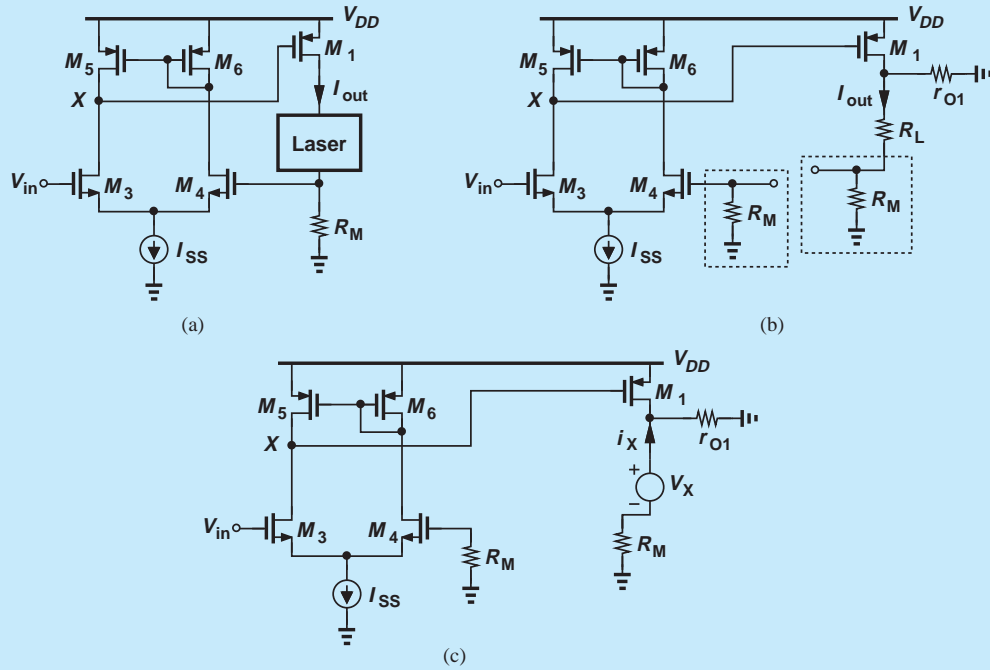 V_DD
M_5
M_6
M_1
X
I_out
Laser
V_in
M_3
M_4
R_M
I_SS
(a)
V_DD
M_5
M_6
M_1
X
I_out
r_O1
R_L
V_in
M_3
M_4
R_M
R_M
I_SS
(b)
V_DD
M_5
M_6
M_1
X
i_X
r_O1
+
V_X
−
V_in
M_3
M_4
R_M
R_M
I_SS
(c)